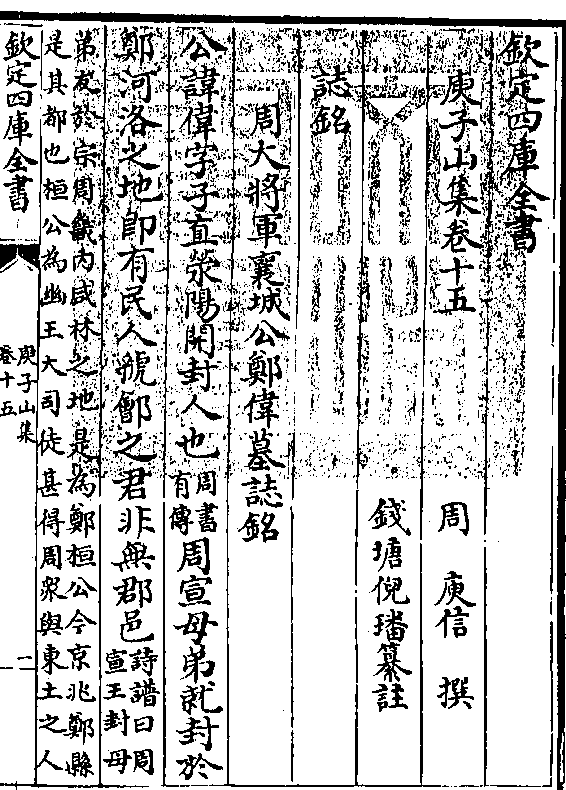 欽定四庫全書
庾子山集卷十五
周 庾信 撰
錢塘倪璠纂註
誌銘
周大將軍襄城公鄭偉墓誌銘
公諱偉字子直滎陽開封人也周書有傳周宣母弟就封於
鄭河洛之地即有民人虢鄶之君非無郡邑詩譜曰周宣王封母
弟友於宗周畿內咸林之地是為鄭桓公今京兆鄭縣
是其都也桓公為幽王大司徒甚得周衆與東土之人
欽定四庫全書
庾子山集
卷十五
一